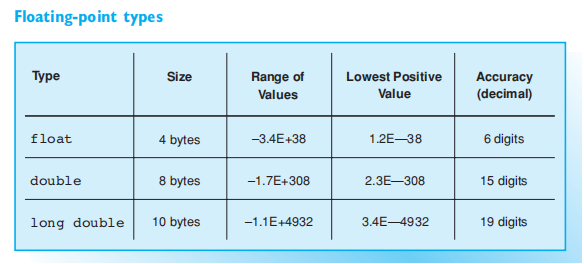 Floating-point types
Type Size Range of Values Lowest Positive Value Accuracy (decimal)
float 4 bytes –3.4E+38 1.2E—38 6 digits
double 8 bytes –1.7E+308 2.3E—308 15 digits
long double 10 bytes –1.1E+4932 3.4E—4932 19 digits